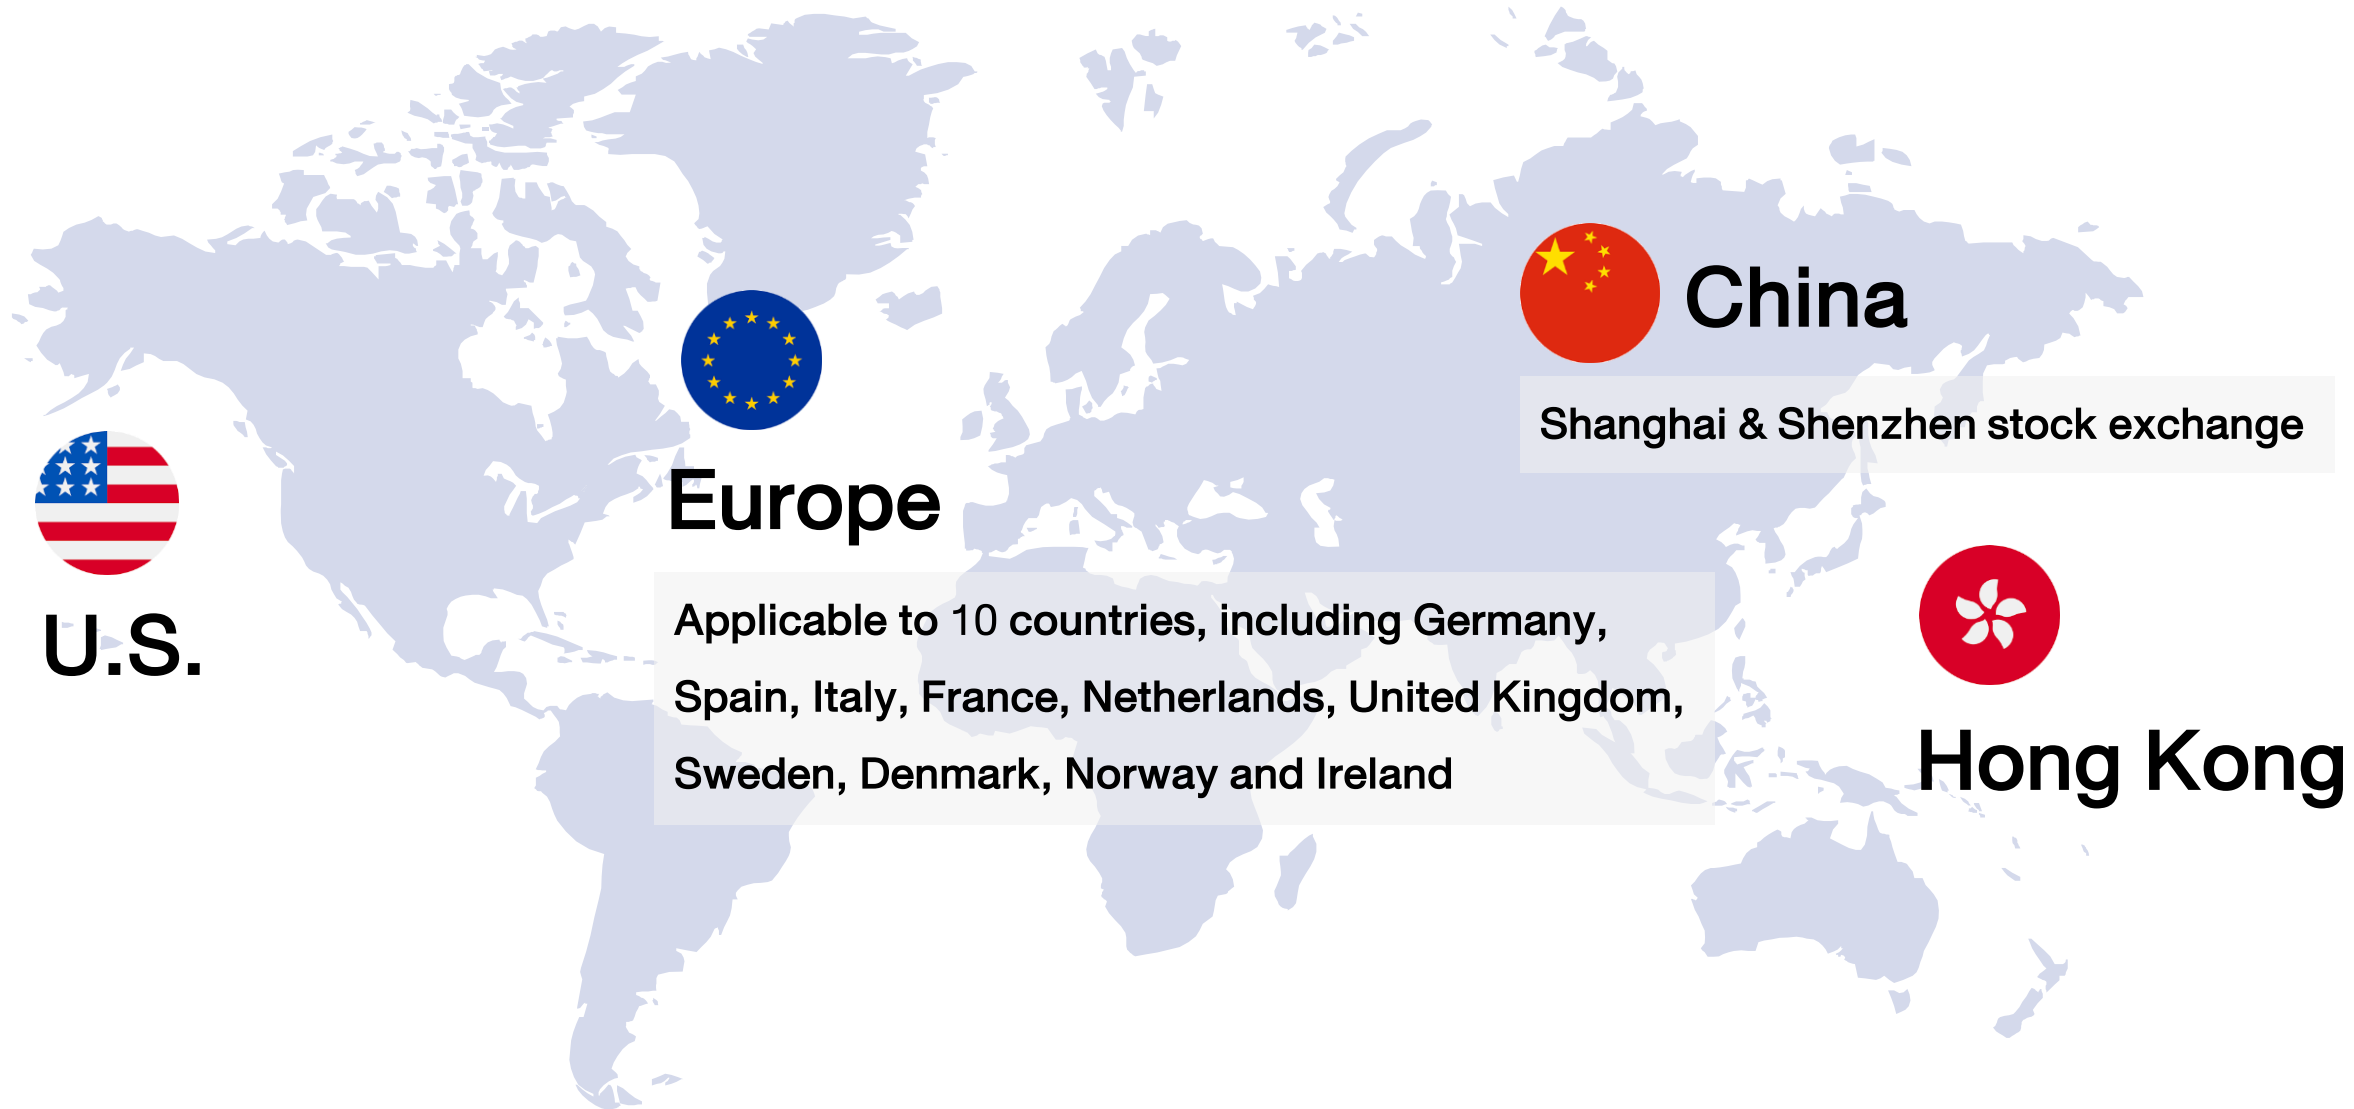 China
Shanghai & Shenzhen stock exchange
Europe
Applicable to 10 countries, including Germany,
Spain, Italy, France, Netherlands, United Kingdom,
Sweden, Denmark, Norway and Ireland
U.S.
Hong Kong